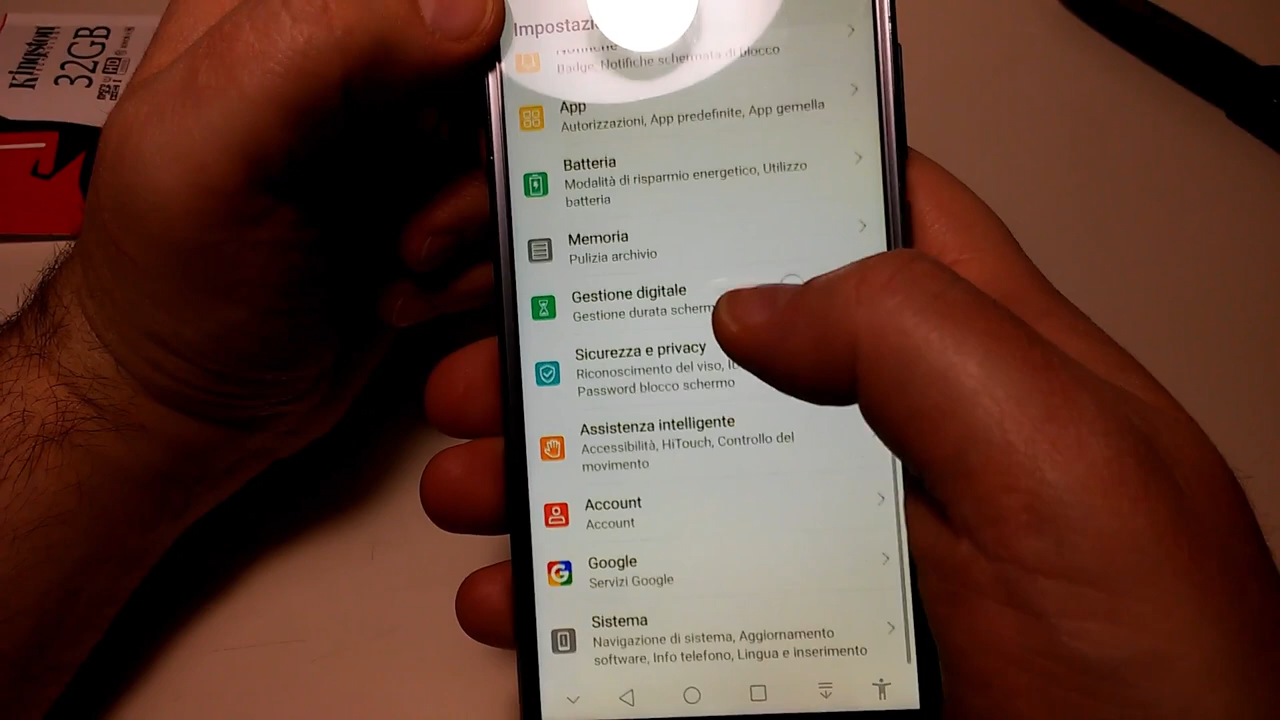 Kingston
32GB
HD
Impostazi
Notifiche
Badge, Notifiche schermata di blocco
App
Autorizzazioni, App predefinite, App gemella
Batteria
Modalità di risparmio energetico, Utilizzo
batteria
Memoria
Pulizia archivio
Gestione digitale
Gestione durata scherm
Sicurezza e privacy
Riconoscimento del viso,
Password blocco schermo
Assistenza intelligente
Accessibilità, HiTouch, Controllo del
movimento
Account
Account
Google
Servizi Google
Sistema
Navigazione di sistema, Aggiornamento
software, Info telefono, Lingua e inserimento